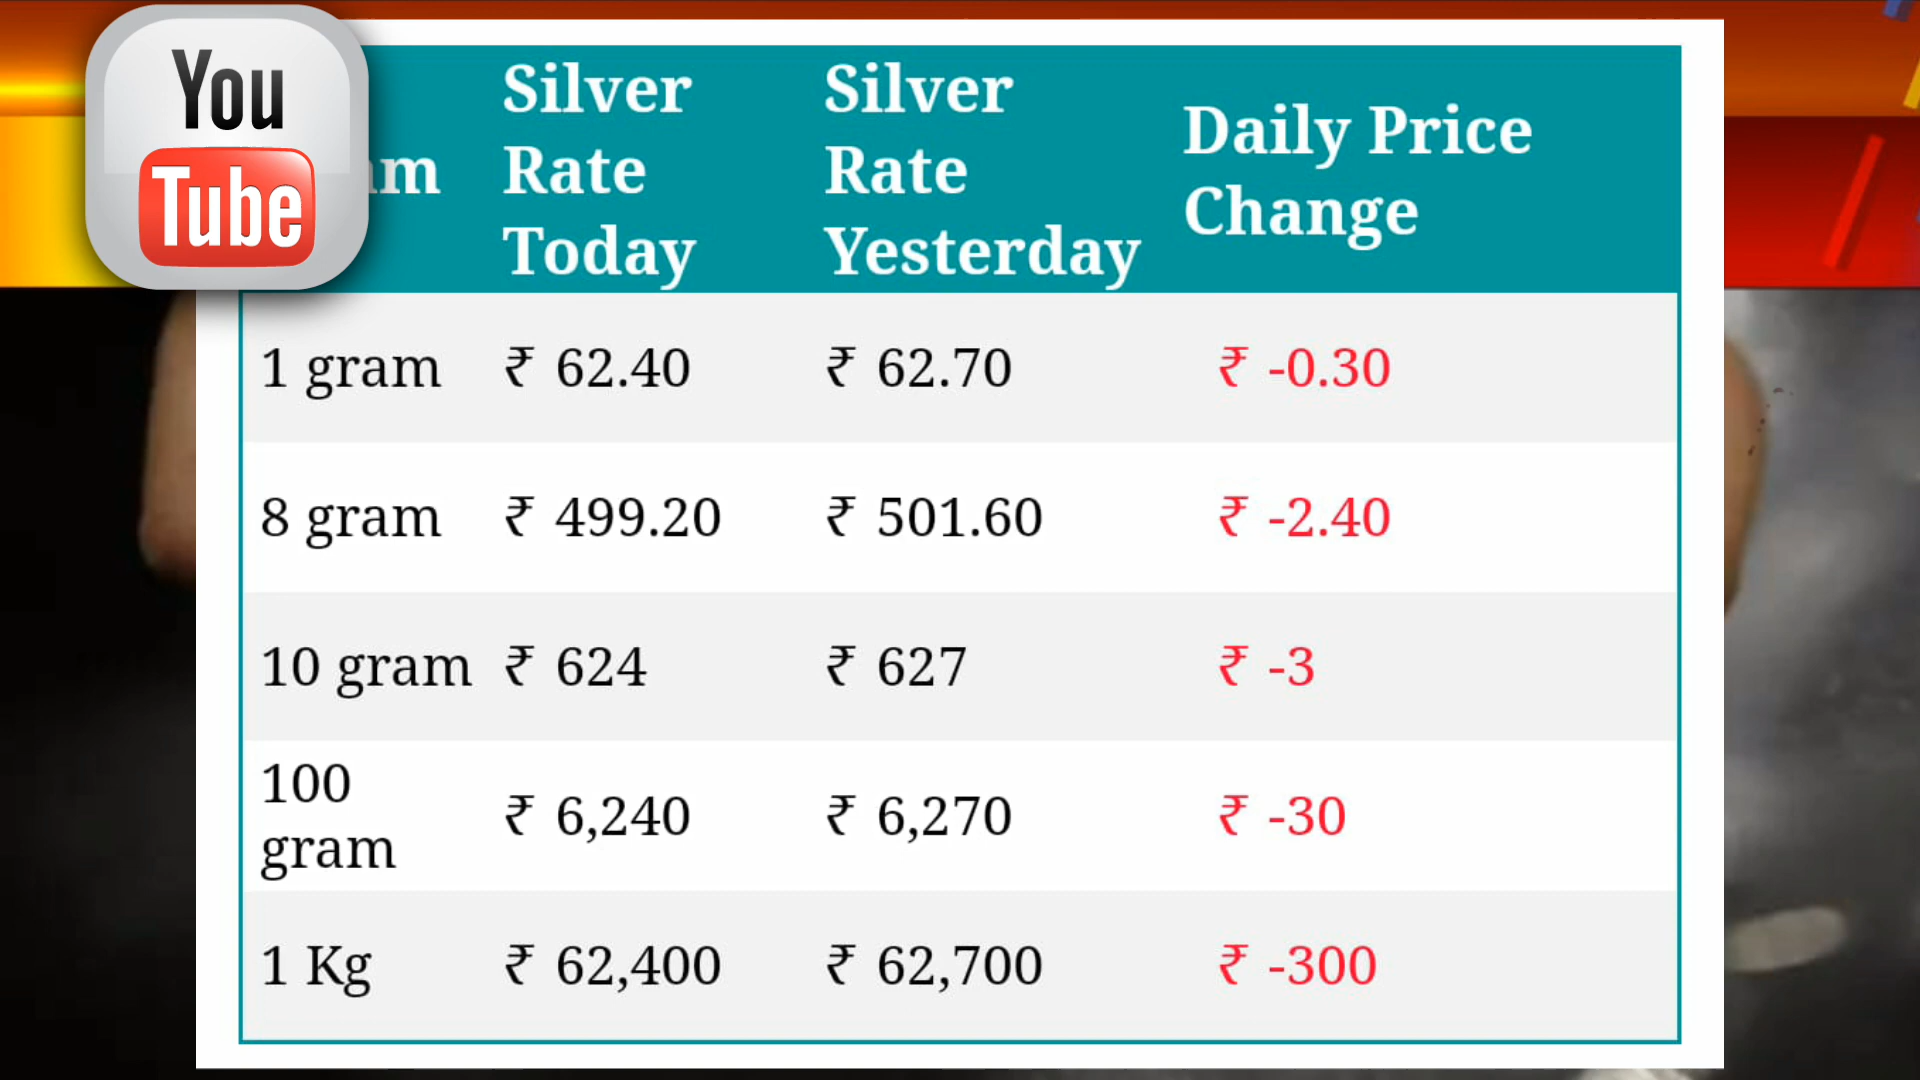 You
Tube
Silver Rate Today
Silver Rate Yesterday
Daily Price Change
1 gram ₹ 62.40 ₹ 62.70 ₹ -0.30
8 gram ₹ 499.20 ₹ 501.60 ₹ -2.40
10 gram ₹ 624 ₹ 627 ₹ -3
100 gram ₹ 6,240 ₹ 6,270 ₹ -30
1 Kg ₹ 62,400 ₹ 62,700 ₹ -300